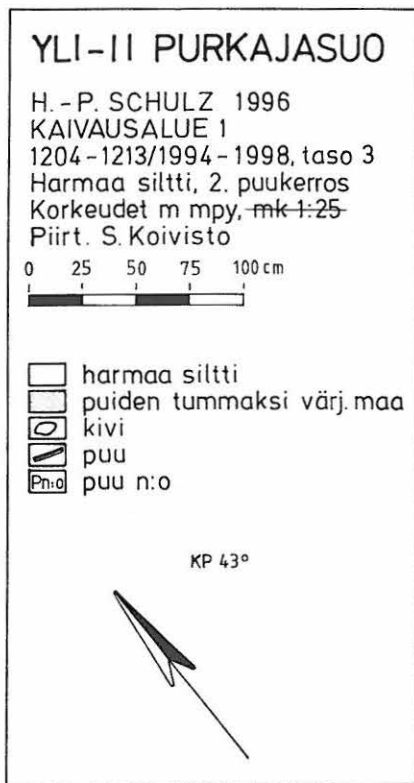 YLI-II PURKAJASUO
H.-P. SCHULZ 1996
KAIVAUSALUE 1
1204-1213/1994-1998, taso 3
Harmaa siltti, 2. puukerros
Korkeudet m mpy, mk 1:25
Piirt. S. Koivisto
0 25 50 75 100 cm
harmaa siltti
puiden tummaksi värj. maa
kivi
puu
Pn:o puu n:o
KP 43°